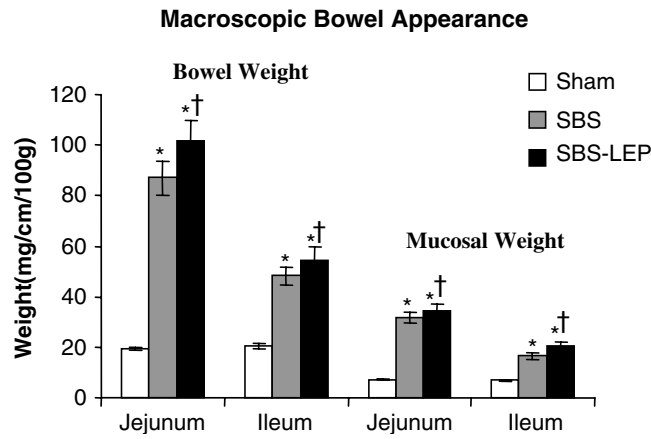 Macroscopic Bowel Appearance
Bowel Weight
Sham
SBS
SBS-LEP
Mucosal Weight
Weight(mg/cm/100g)
120
100
80
60
40
20
0
*
*†
*
*†
*
*†
*
*†
Jejunum Ileum Jejunum Ileum